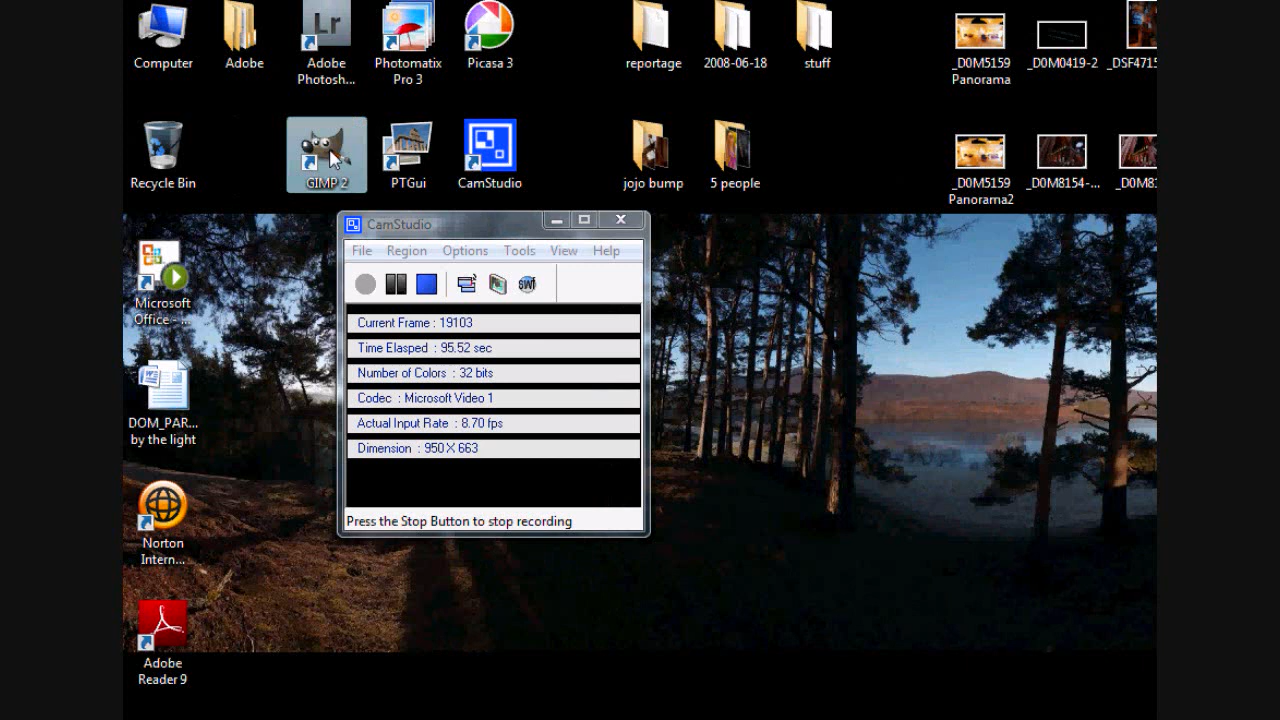 Computer
Adobe
Lr
Adobe
Photosh...
Photomatix
Pro 3
Picasa 3
reportage
2008-06-18
stuff
_D0M5159
Panorama
_D0M0419-2
_DSF4715
Recycle Bin
GIMP 2
PTGui
CamStudio
jojo bump
5 people
_D0M5159
Panorama2
_D0M8154-...
Microsoft
Office - ...
DOM_PAR...
by the light
Norton
Intern...
Adobe
Reader 9
CamStudio
File Region Options Tools View Help
SWF
Current Frame : 19103
Time Elasped : 95.52 sec
Number of Colors : 32 bits
Codec : Microsoft Video 1
Actual Input Rate : 8.70 fps
Dimension : 950 X 663
Press the Stop Button to stop recording